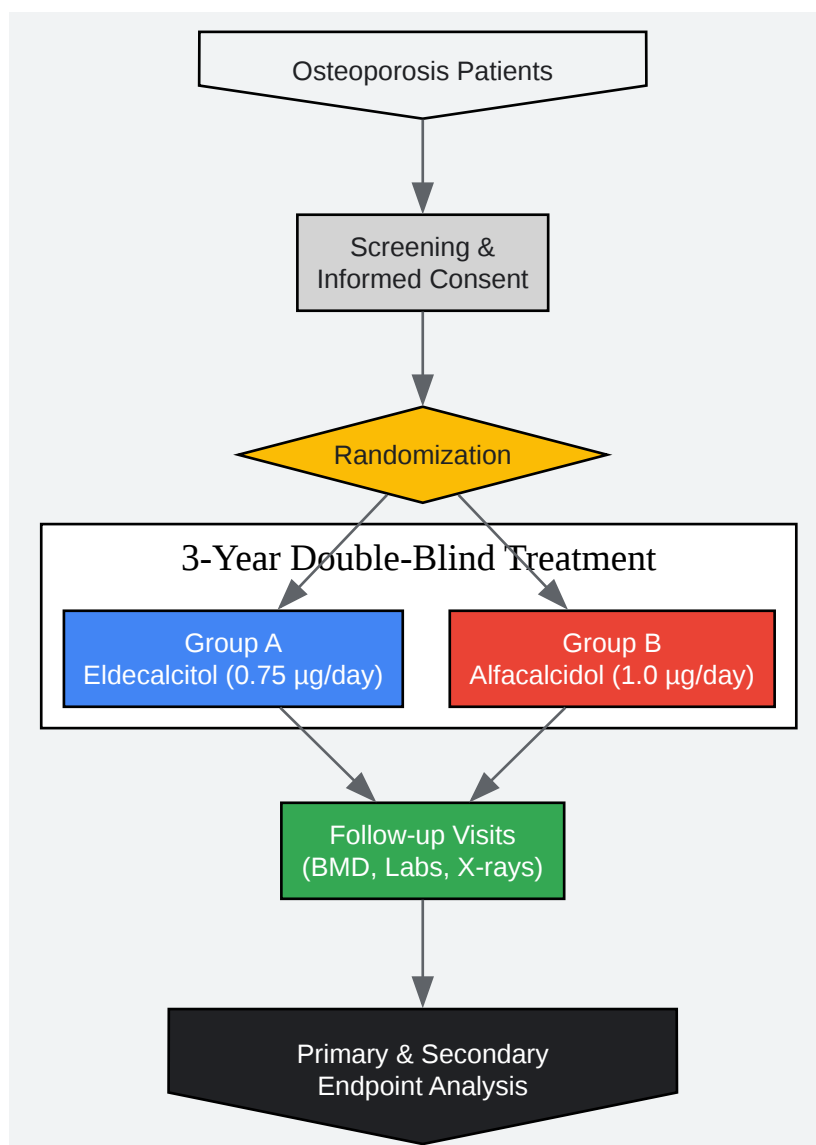 Osteoporosis Patients
Screening &
Informed Consent
Randomization
3-Year Double-Blind Treatment
Group A
Eldecalcitol (0.75 µg/day)
Group B
Alfacalcidol (1.0 µg/day)
Follow-up Visits
(BMD, Labs, X-rays)
Primary & Secondary
Endpoint Analysis